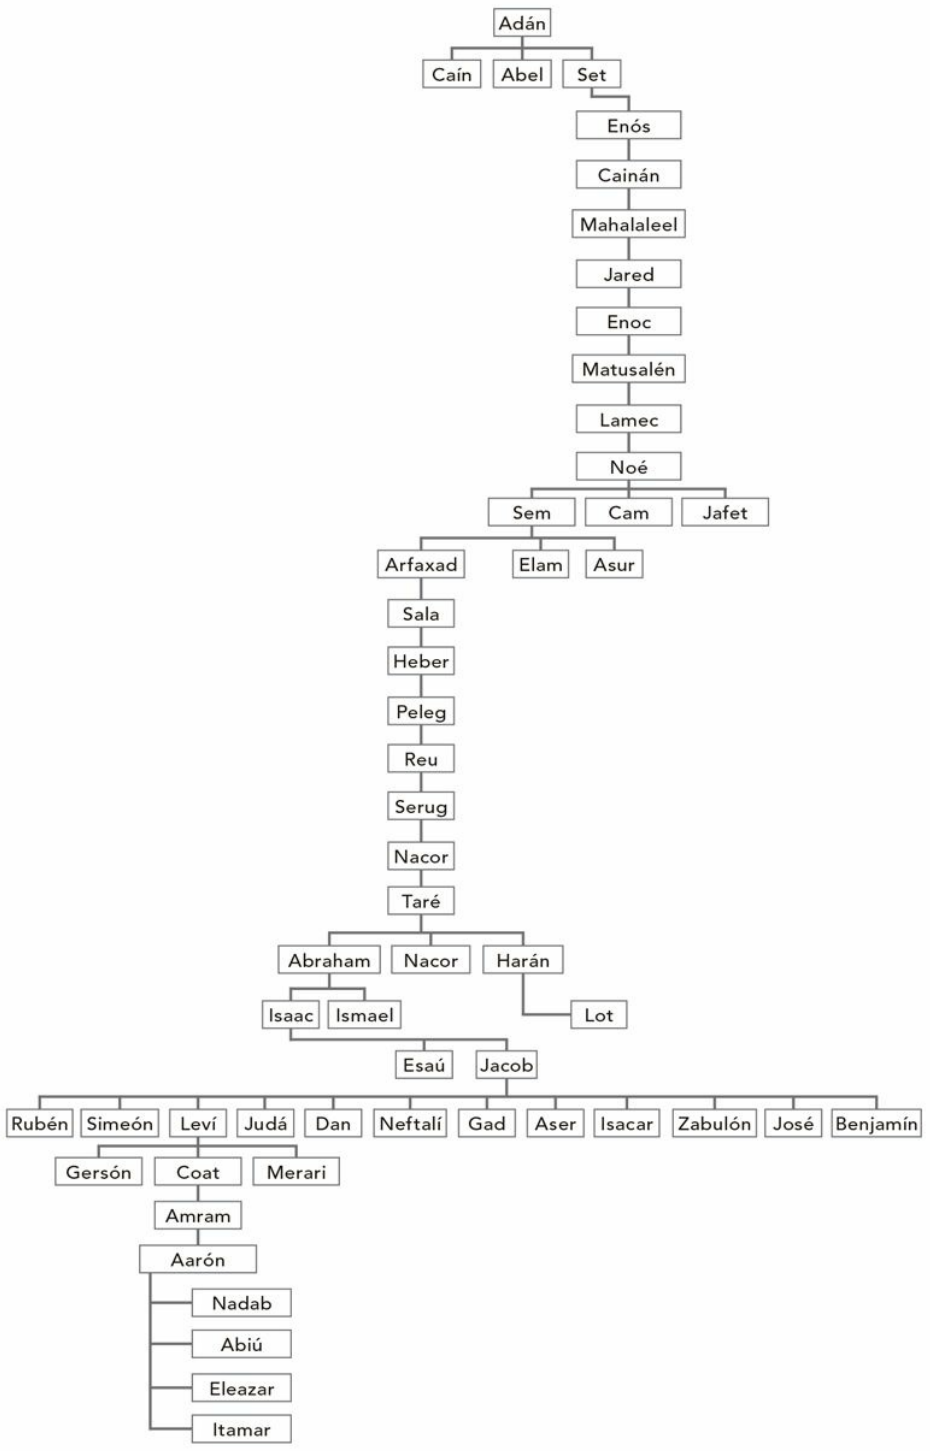 Adán
Caín Abel Set
Enós
Cainán
Mahalaleel
Jared
Enoc
Matusalén
Lamec
Noé
Sem Cam Jafet
Arfaxad Elam Asur
Sala
Heber
Peleg
Reu
Serug
Nacor
Taré
Abraham Nacor Harán
Isaac Ismael Lot
Esaú Jacob
Rubén Simeón Leví Judá Dan Neftalí Gad Aser Isacar Zabulón José Benjamín
Gersón Coat Merari
Amram
Aarón
Nadab
Abiú
Eleazar
Itamar